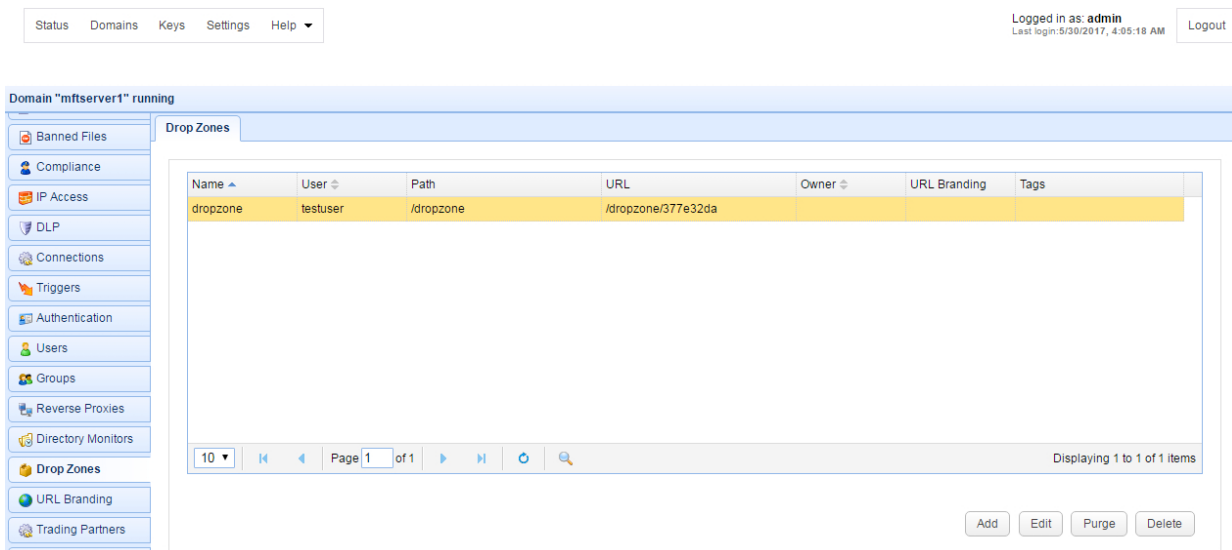 Status Domains Keys Settings Help
Logged in as: admin
Last login:5/30/2017, 4:05:18 AM
Logout
Domain "mftserver1" running
Banned Files
Compliance
IP Access
DLP
Connections
Triggers
Authentication
Users
Groups
Reverse Proxies
Directory Monitors
Drop Zones
URL Branding
Trading Partners
Drop Zones
Name User Path URL Owner URL Branding Tags
dropzone testuser /dropzone /dropzone/377e32da
10 Page 1 of 1 Displaying 1 to 1 of 1 items
Add Edit Purge Delete